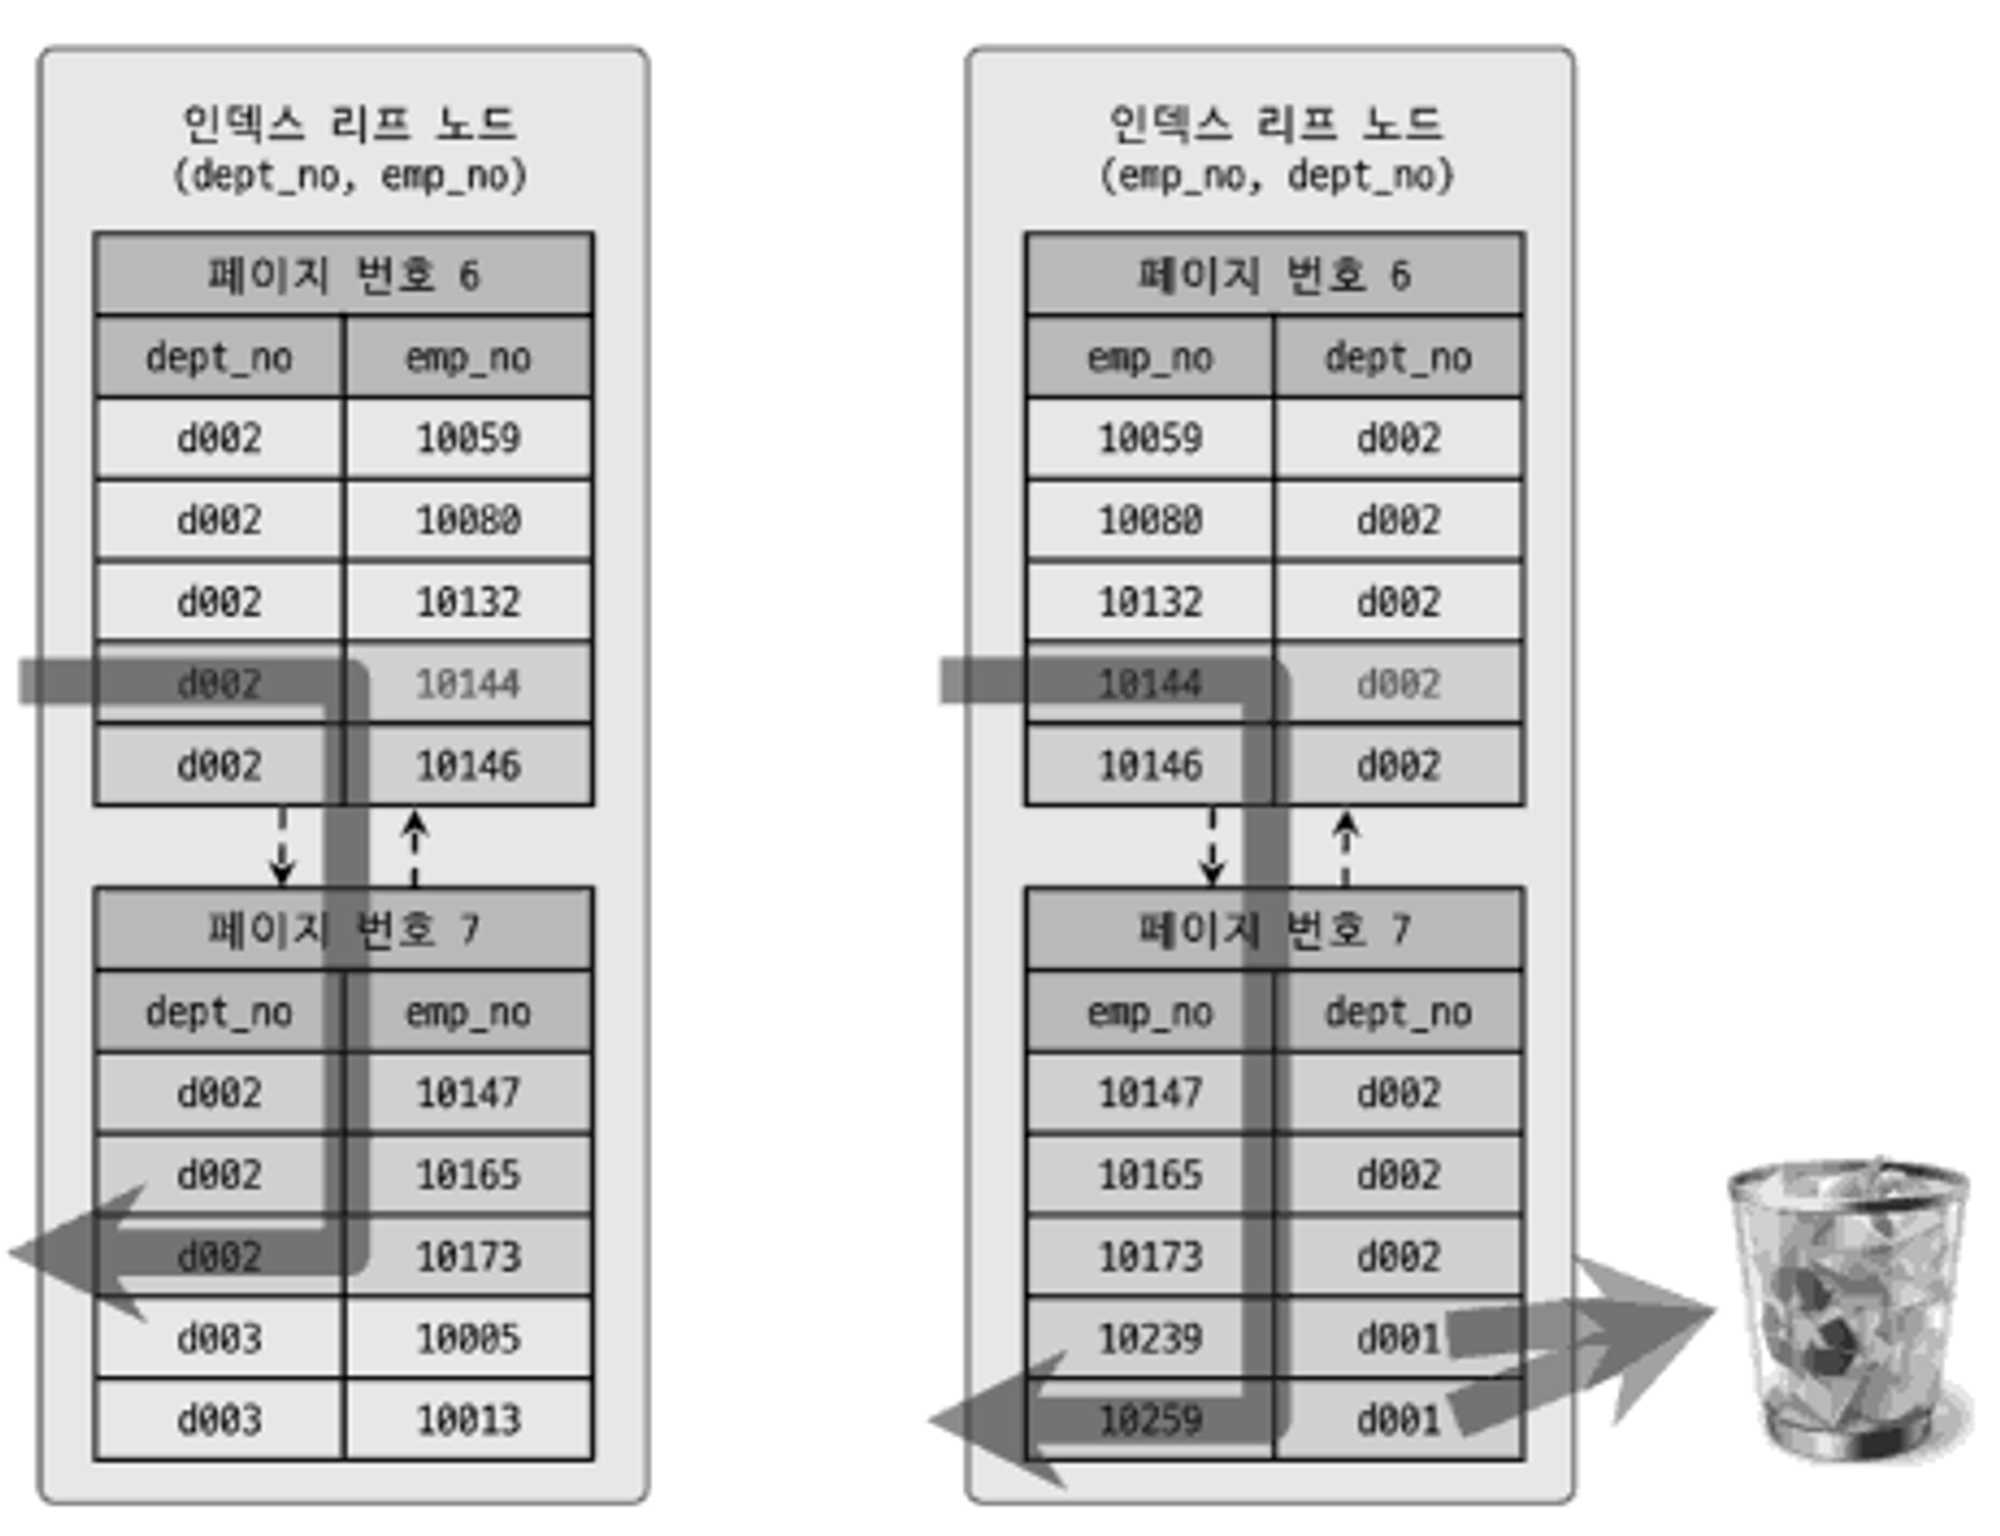 인덱스 리프 노드
(dept_no, emp_no)
페이지 번호 6
dept_no emp_no
d002 10059
d002 10080
d002 10132
d002 10144
d002 10146
페이지 번호 7
dept_no emp_no
d002 10147
d002 10165
d002 10173
d003 10005
d003 10013
인덱스 리프 노드
(emp_no, dept_no)
페이지 번호 6
emp_no dept_no
10059 d002
10080 d002
10132 d002
10144 d002
10146 d002
페이지 번호 7
emp_no dept_no
10147 d002
10165 d002
10173 d002
10239 d001
10259 d001